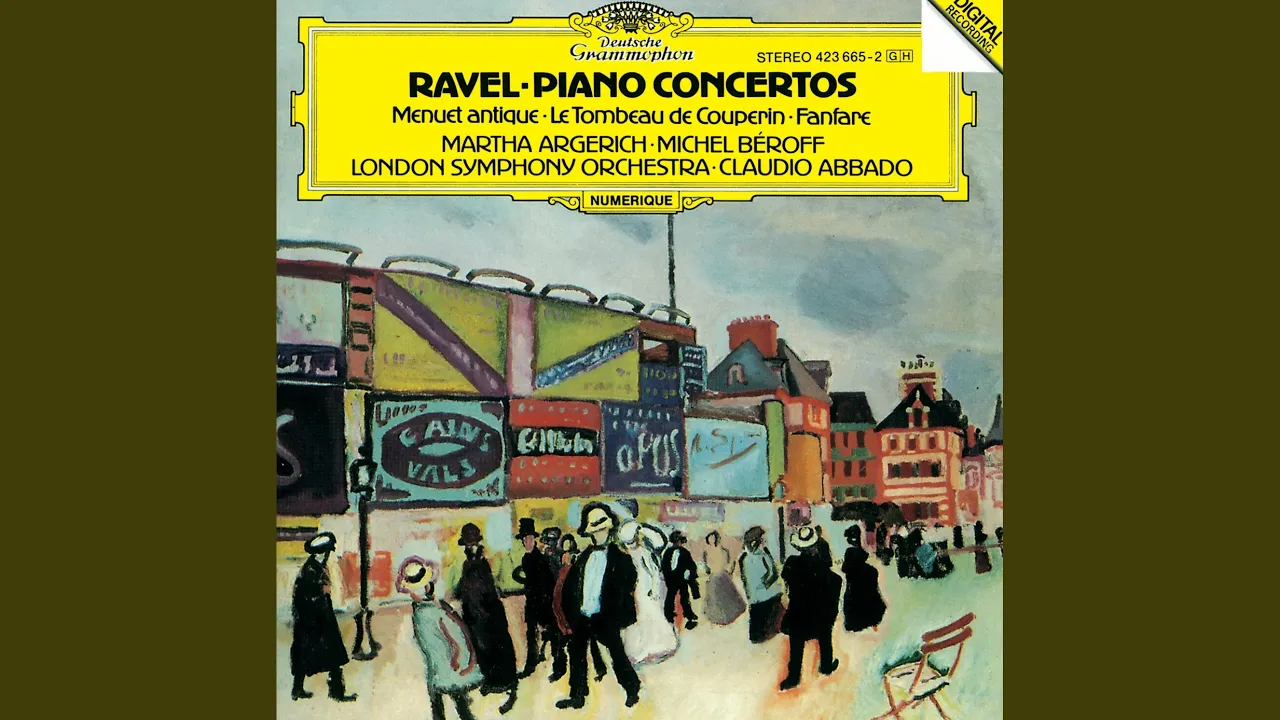 Deutsche
Grammophon
DIGITAL
RECORDING
STEREO 423 665-2 GH
RAVEL·PIANO CONCERTOS
Menuet antique·Le Tombeau de Couperin·Fanfare
MARTHA ARGERICH·MICHEL BÉROFF
LONDON SYMPHONY ORCHESTRA·CLAUDIO ABBADO
NUMERIQUE
VALS
OPUS